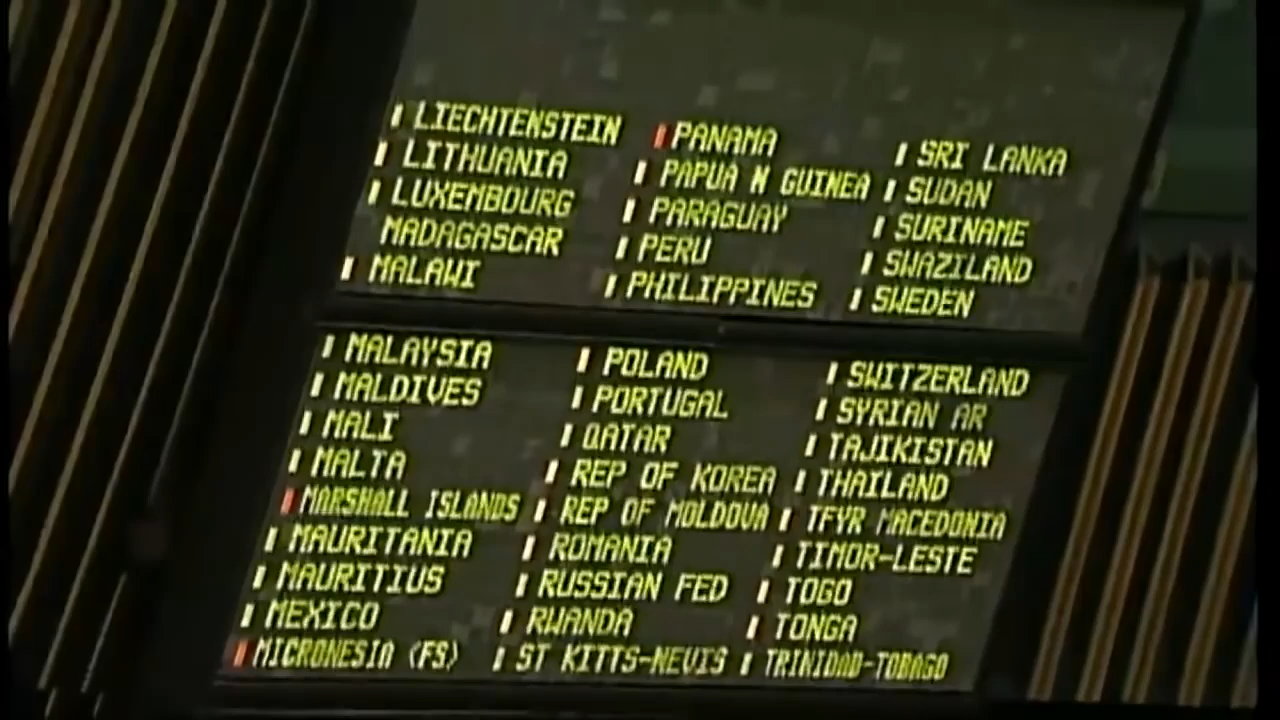 LIECHTENSTEIN
LITHUANIA
LUXEMBOURG
MADAGASCAR
MALAWI
MALAYSIA
MALDIVES
MALI
MALTA
MARSHALL ISLANDS
MAURITANIA
MAURITIUS
MEXICO
MICRONESIA (FS)
PANAMA
PAPUA N GUINEA
PARAGUAY
PERU
PHILIPPINES
POLAND
PORTUGAL
QATAR
REP OF KOREA
REP OF MOLDOVA
ROMANIA
RUSSIAN FED
RWANDA
ST KITTS-NEVIS
SRI LANKA
SUDAN
SURINAME
SWAZILAND
SWEDEN
SWITZERLAND
SYRIAN AR
TAJIKISTAN
THAILAND
TFYR MACEDONIA
TIMOR-LESTE
TOGO
TONGA
TRINIDAD-TOBAGO